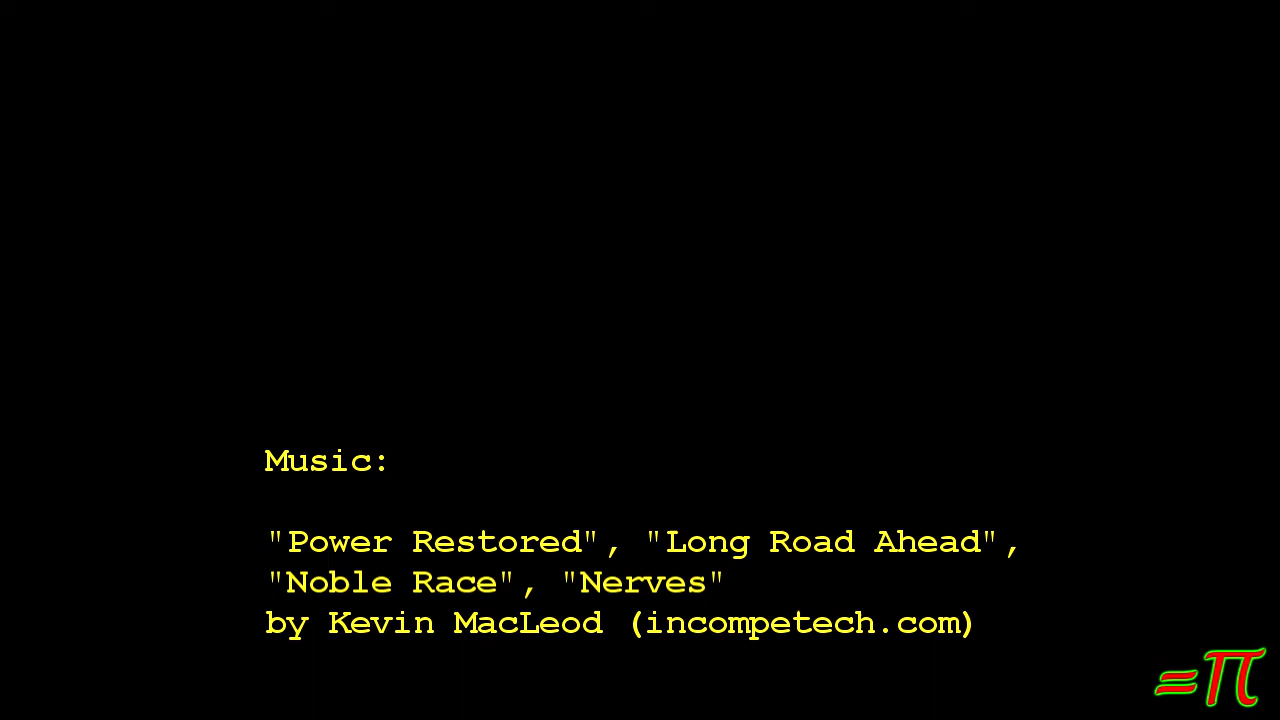 Music:
"Power Restored", "Long Road Ahead",
"Noble Race", "Nerves"
by Kevin MacLeod (incompetech.com)
=π